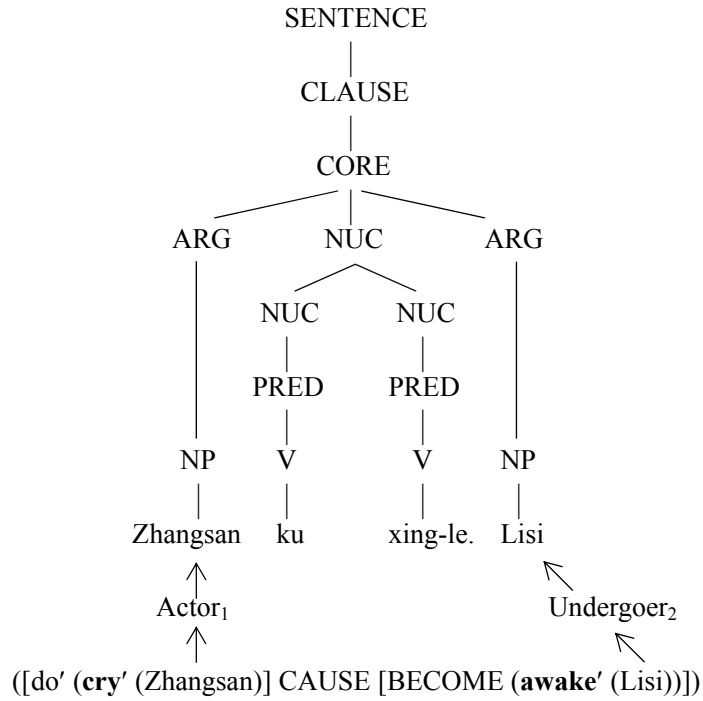 SENTENCE
CLAUSE
CORE
ARG NUC ARG
NUC NUC
PRED PRED
NP V V NP
Zhangsan ku xing-le. Lisi
Actor₁ Undergoer₂
([do′ (cry′ (Zhangsan)] CAUSE [BECOME (awake′ (Lisi))])